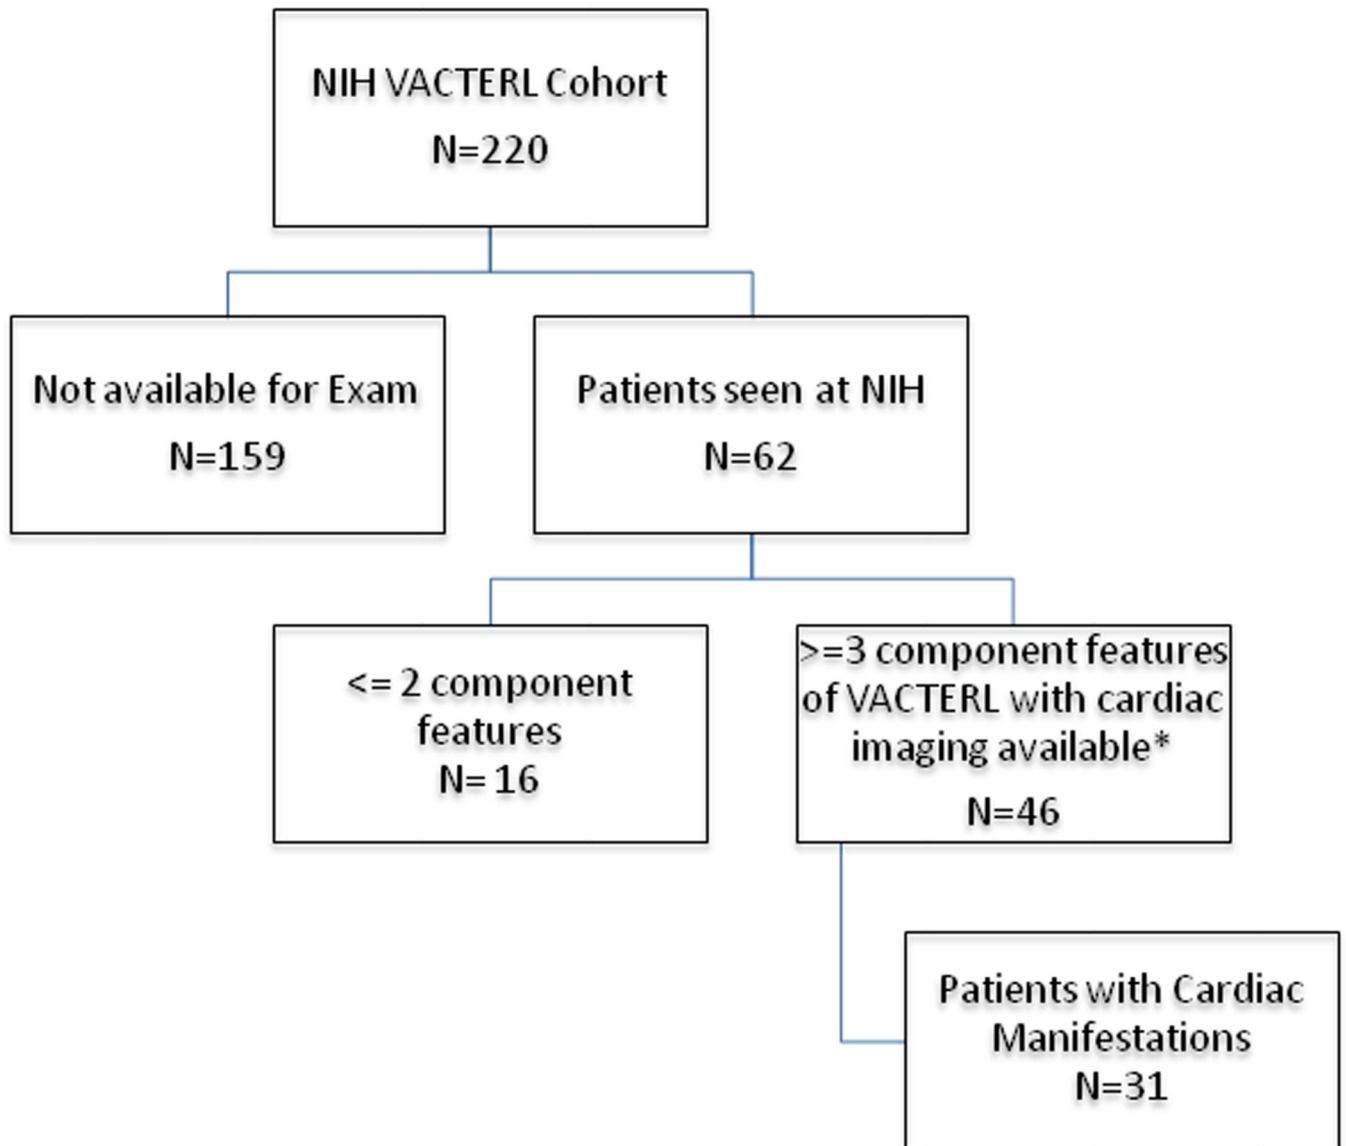 NIH VACTERL Cohort
N=220
Not available for Exam
N=159
Patients seen at NIH
N=62
<= 2 component
features
N= 16
>=3 component features
of VACTERL with cardiac
imaging available*
N=46
Patients with Cardiac
Manifestations
N=31